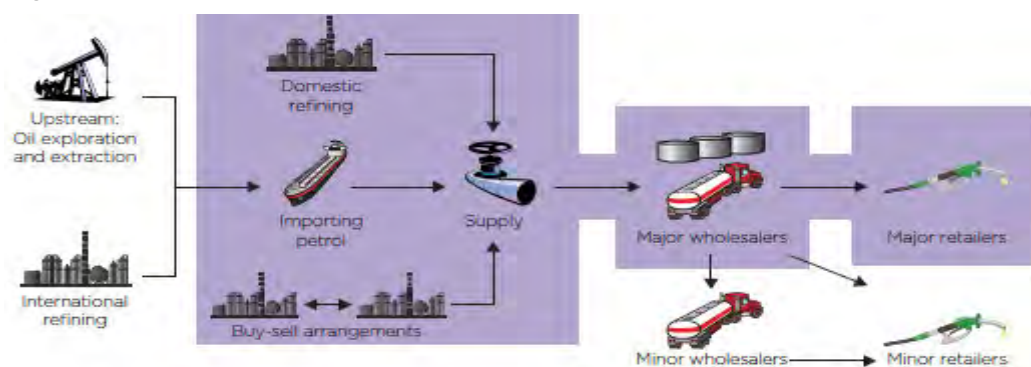 Domestic
refining
Upstream:
Oil exploration
and extraction
Importing
petrol
Supply
Major wholesalers
Major retailers
International
refining
Buy-sell arrangements
Minor wholesalers
Minor retailers